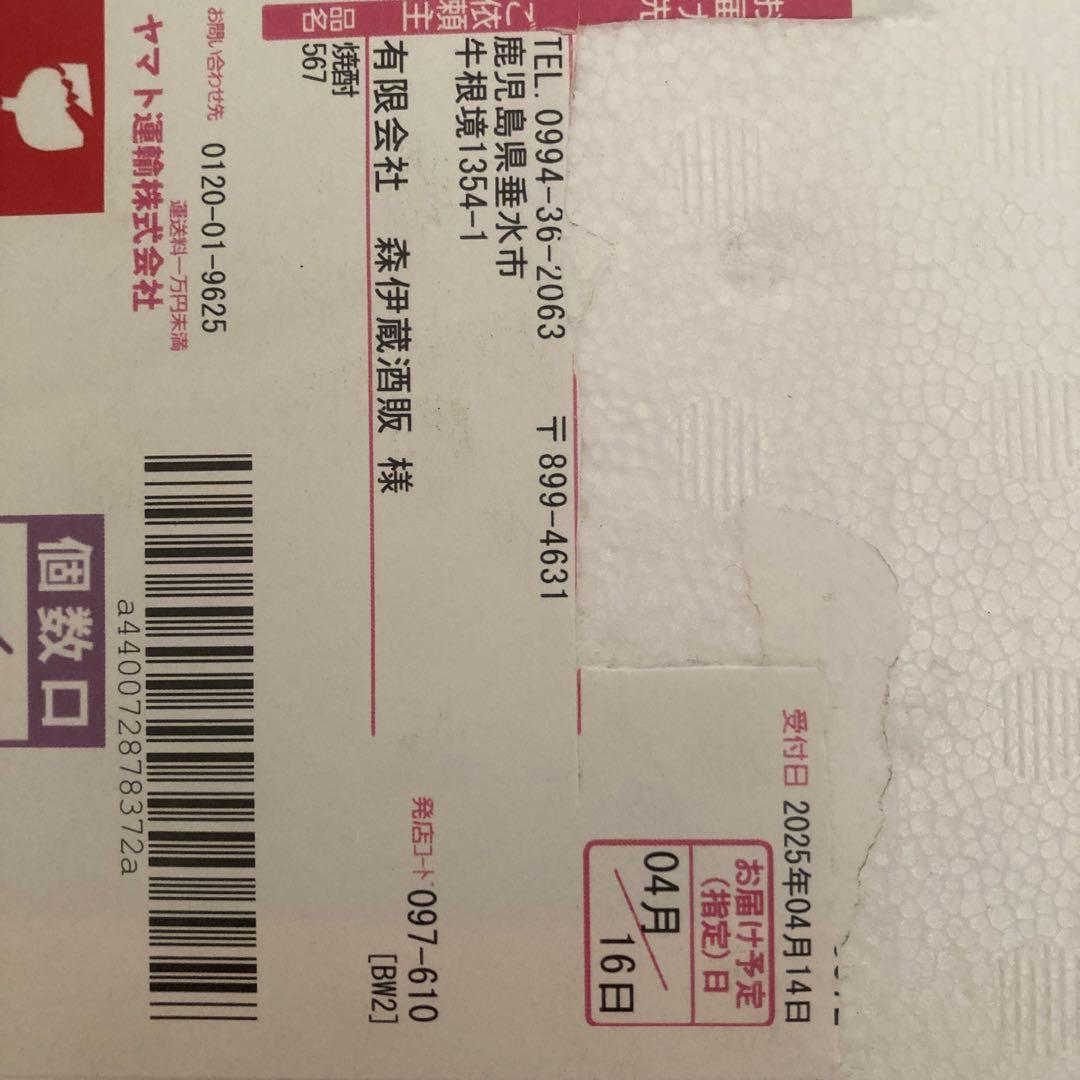 お届け先
受付日 2025年04月14日
お届け予定
(指定)日
04月
16日
ご依頼主
TEL. 0994-36-2063 〒899-4631
鹿児島県垂水市
牛根境1354-1
有限会社 森伊蔵酒販 様
発店コード 097-610
[BW2]
品名
焼酎
567
お問い合わせ先 0120-01-9625
運送料一万円未満
ヤマト運輸株式会社
a440072878372a
個数口